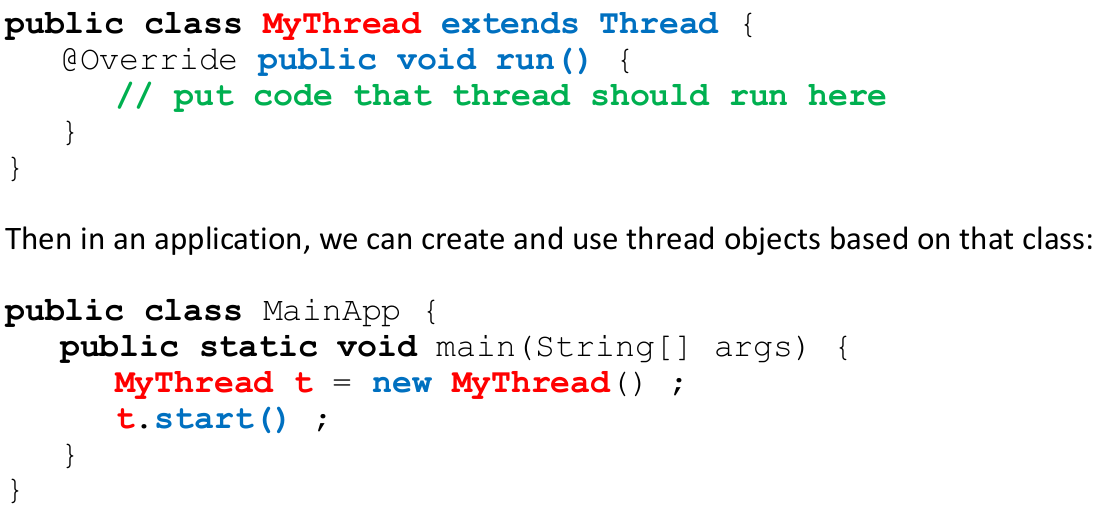 public class MyThread extends Thread {
@Override public void run() {
// put code that thread should run here
}
}
Then in an application, we can create and use thread objects based on that class:
public class MainApp {
public static void main(String[] args) {
MyThread t = new MyThread() ;
t.start() ;
}
}